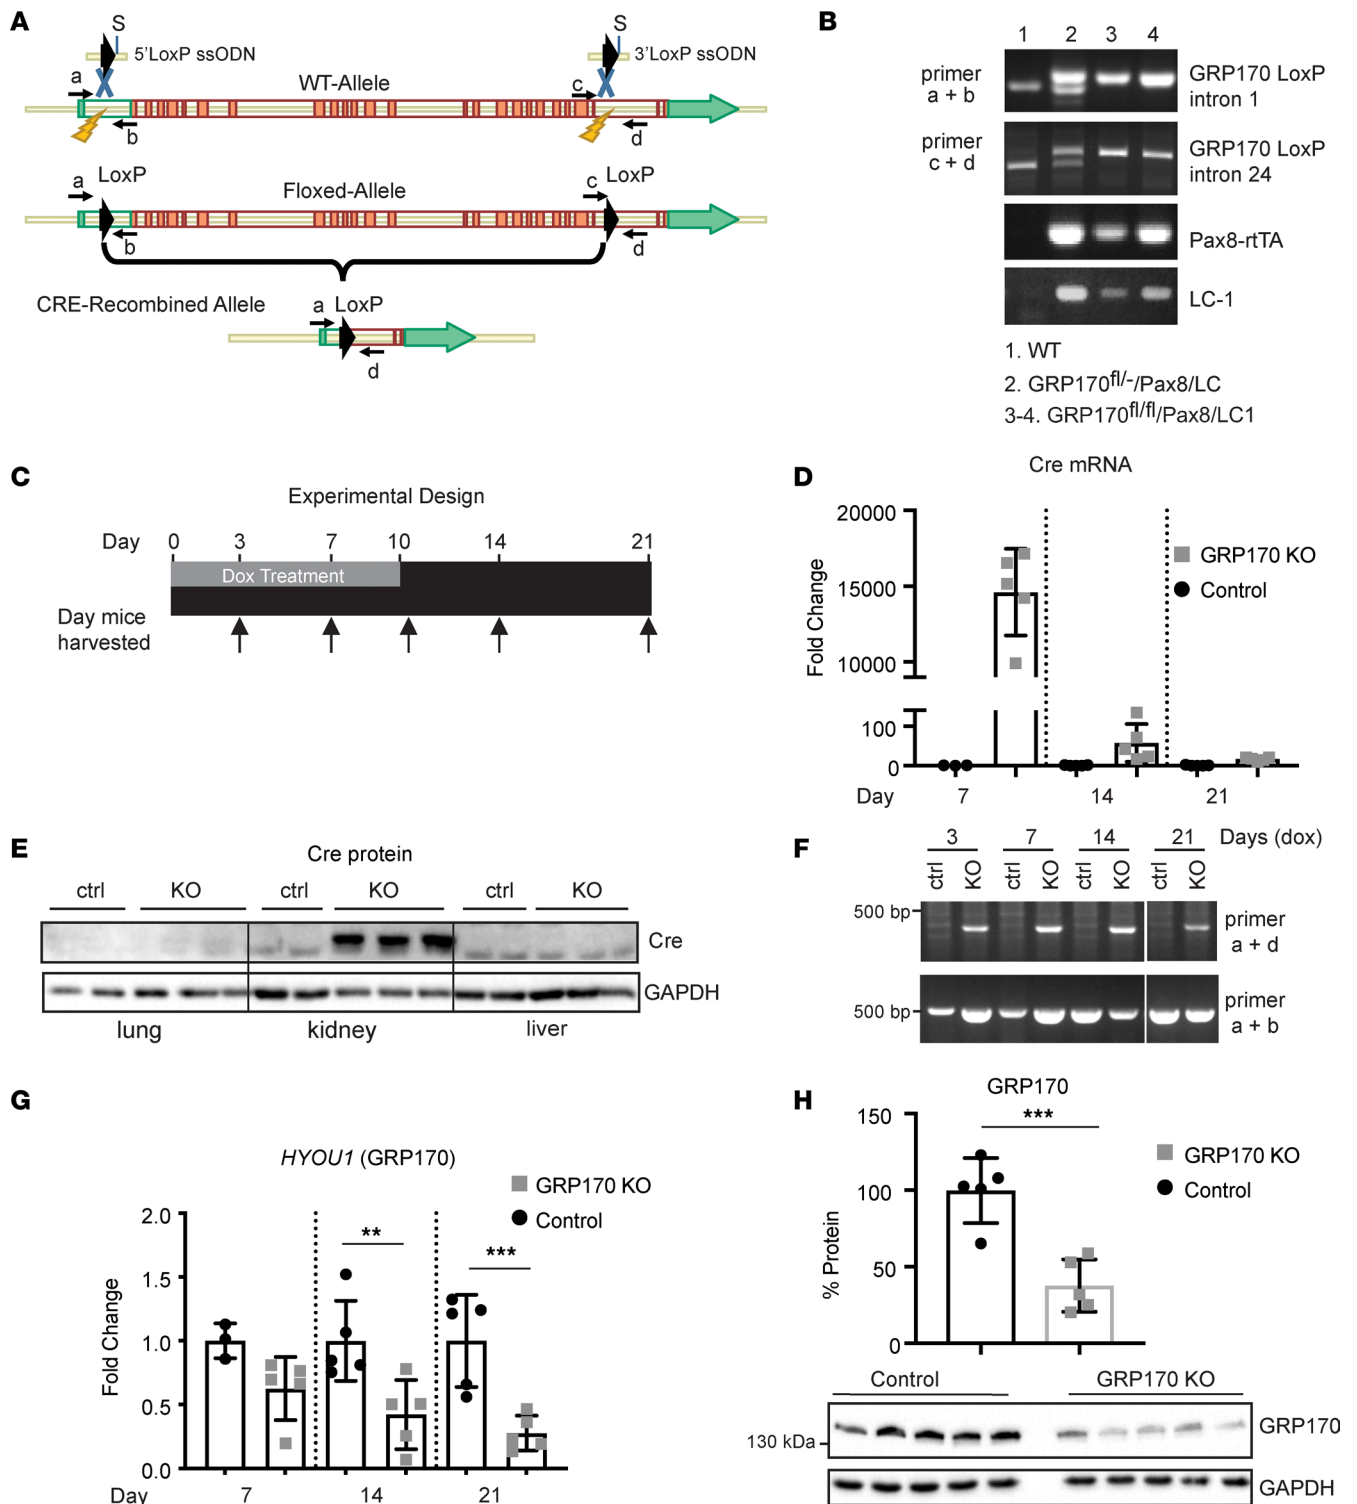 A
S
S
5'LoxP ssODN
3'LoxP ssODN
a
WT-Allele
c
b
d
a
LoxP
Floxed-Allele
c
LoxP
b
d
CRE-Recombined Allele
a
LoxP
d
B
1 2 3 4
primer
a + b
GRP170 LoxP
intron 1
primer
c + d
GRP170 LoxP
intron 24
Pax8-rtTA
LC-1
1. WT
2. GRP170fl/-/Pax8/LC
3-4. GRP170fl/fl/Pax8/LC1
C
Experimental Design
Day 0 3 7 10 14 21
Dox Treatment
Day mice
harvested
D
Cre mRNA
Fold Change
20000
15000
10000
100
0
GRP170 KO
Control
Day 7 14 21
E
Cre protein
ctrl KO ctrl KO ctrl KO
Cre
GAPDH
lung kidney liver
F
3 7 14 21 Days (dox)
ctrl KO ctrl KO ctrl KO ctrl KO
500 bp
primer
a + d
500 bp
primer
a + b
G
HYOU1 (GRP170)
GRP170 KO
Control
Fold Change
2.0
1.5
1.0
0.5
0.0
**
***
Day 7 14 21
H
GRP170
***
% Protein
150
100
50
0
GRP170 KO
Control
Control GRP170 KO
130 kDa
GRP170
GAPDH